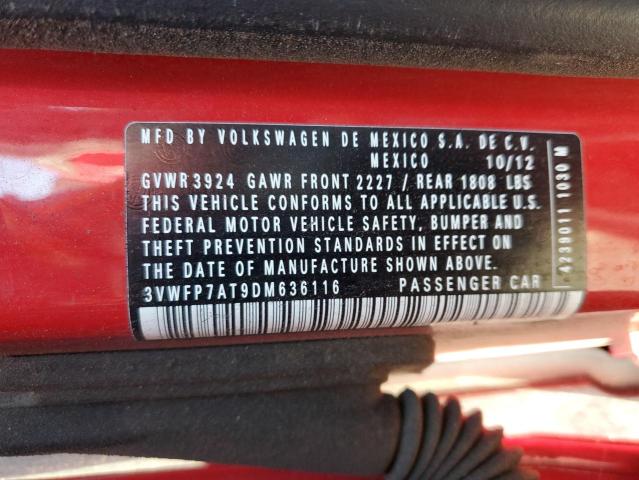 MFD BY VOLKSWAGEN DE MEXICO S.A. DE C.V.
MEXICO 10/12
GVWR 3924 GAWR FRONT 2227 / REAR 1808 LBS
THIS VEHICLE CONFORMS TO ALL APPLICABLE U.S.
FEDERAL MOTOR VEHICLE SAFETY, BUMPER AND
THEFT PREVENTION STANDARDS IN EFFECT ON
THE DATE OF MANUFACTURE SHOWN ABOVE.
3VWFP7AT9DM636116 PASSENGER CAR
4239011 1030 M